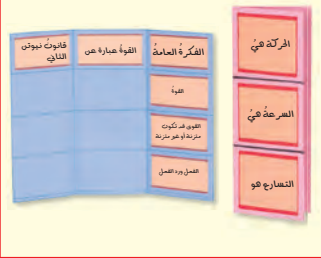 الحركة هيَ
السرعةُ هيَ
التسارع هو
الفكرةُ العامةُ
القوةُ عبارة عن
قانونُ نيوتن
الثاني
القوةُ
القوى قد تكون
متزنة أو غير متزنة
الفعل ورد الفعل